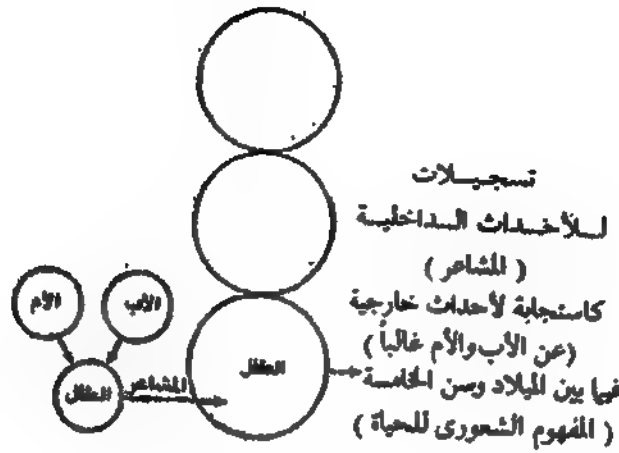 تسجيلات
للأحداث الداخلية
( المشاعر )
كاستجابة لأحداث خارجية
(عن الأب والأم غالباً )
فيما بين الميلاد وسن الخامسة
( المفهوم الشعورى للحياة )
الأم
الأب
الطفل
المشاعر
الطفل